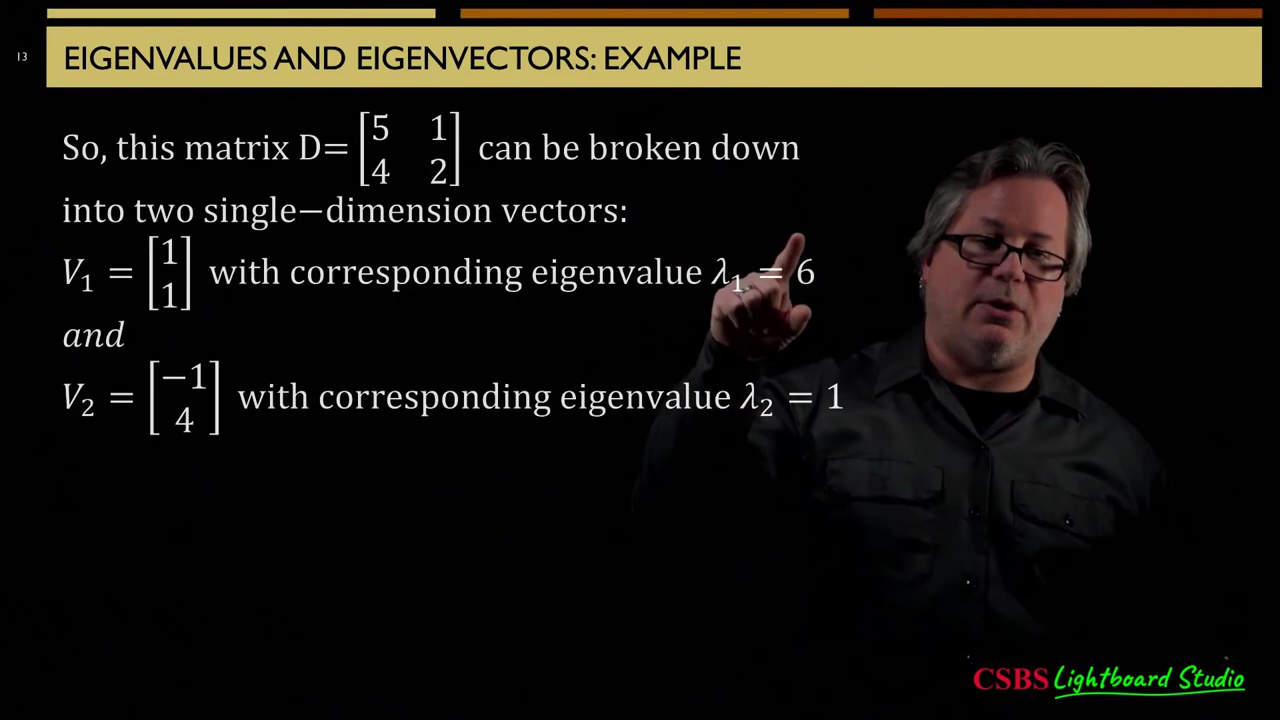 13
EIGENVALUES AND EIGENVECTORS: EXAMPLE
So, this matrix D= [5 1; 4 2] can be broken down
into two single−dimension vectors:
V₁ = [1; 1] with corresponding eigenvalue λ₁ = 6
and
V₂ = [−1; 4] with corresponding eigenvalue λ₂ = 1
CSBS Lightboard Studio